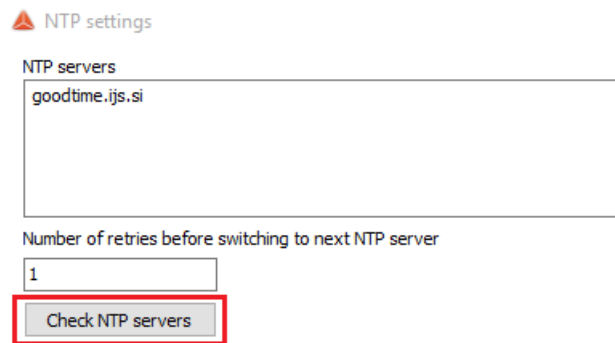 NTP settings
NTP servers
goodtime.ijs.si
Number of retries before switching to next NTP server
1
Check NTP servers